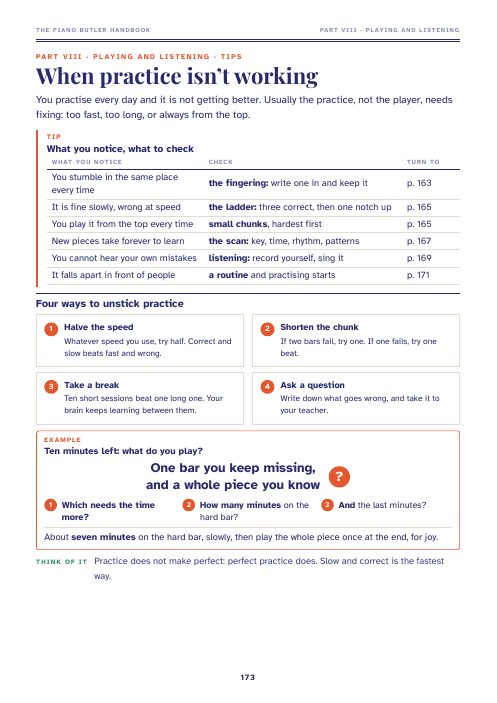 THE PIANO BUTLER HANDBOOK
PART VIII · PLAYING AND LISTENING
PART VIII · PLAYING AND LISTENING · TIPS
When practice isn’t working
You practise every day and it is not getting better. Usually the practice, not the player, needs
fixing: too fast, too long, or always from the top.
TIP
What you notice, what to check
WHAT YOU NOTICE CHECK TURN TO
You stumble in the same place
every time
the fingering: write one in and keep it p. 163
It is fine slowly, wrong at speed the ladder: three correct, then one notch up p. 165
You play it from the top every time small chunks, hardest first p. 165
New pieces take forever to learn the scan: key, time, rhythm, patterns p. 167
You cannot hear your own mistakes listening: record yourself, sing it p. 169
It falls apart in front of people a routine and practising starts p. 171
Four ways to unstick practice
1 Halve the speed
Whatever speed you use, try half. Correct and
slow beats fast and wrong.
2 Shorten the chunk
If two bars fail, try one. If one fails, try one
beat.
3 Take a break
Ten short sessions beat one long one. Your
brain keeps learning between them.
4 Ask a question
Write down what goes wrong, and take it to
your teacher.
EXAMPLE
Ten minutes left: what do you play?
One bar you keep missing,
and a whole piece you know ?
1 Which needs the time
more?
2 How many minutes on the
hard bar?
3 And the last minutes?
About seven minutes on the hard bar, slowly, then play the whole piece once at the end, for joy.
THINK OF IT Practice does not make perfect: perfect practice does. Slow and correct is the fastest
way.
173